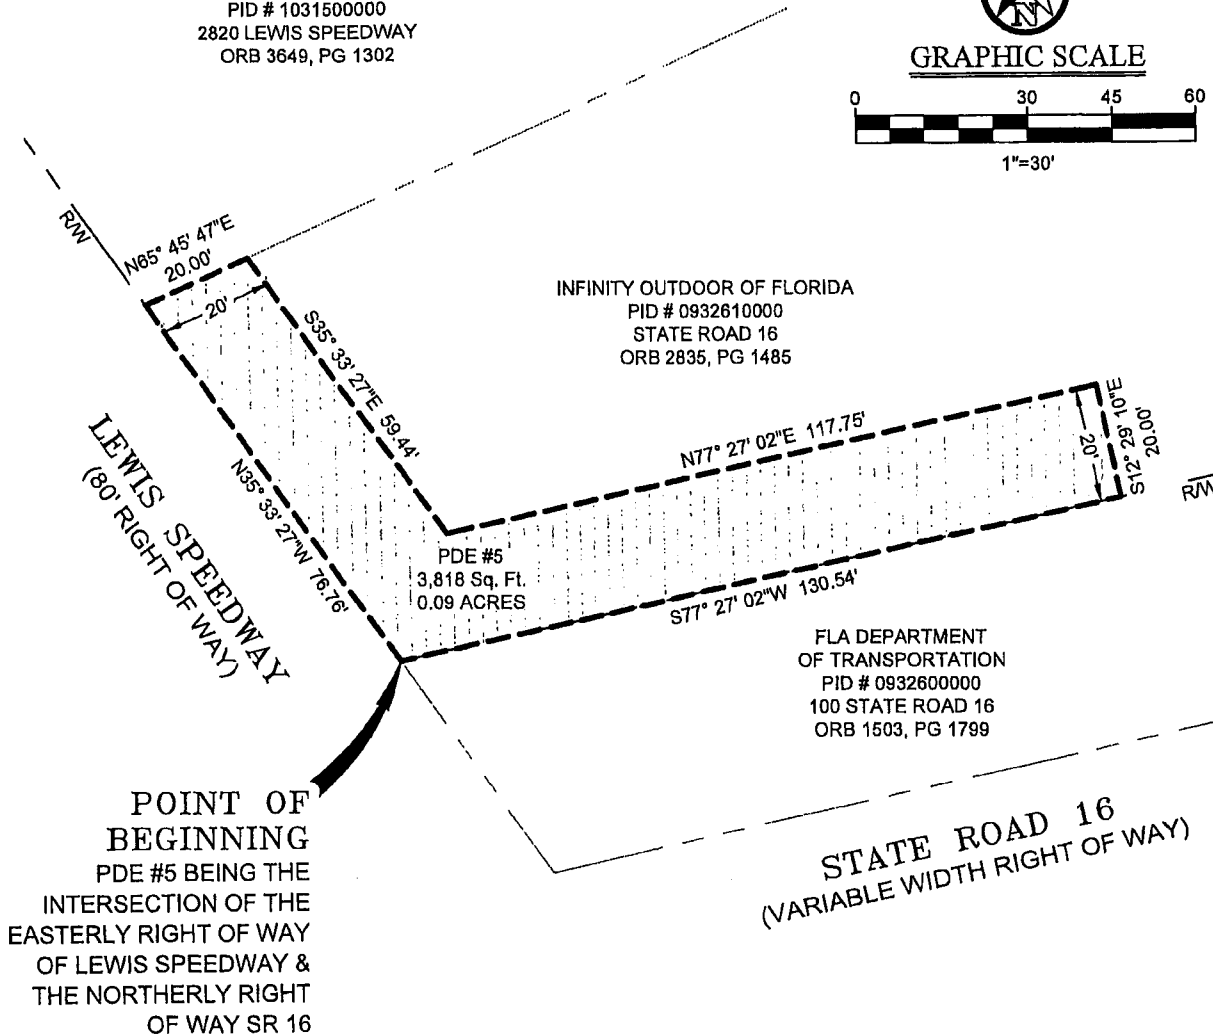 PID # 1031500000
2820 LEWIS SPEEDWAY
ORB 3649, PG 1302
N
GRAPHIC SCALE
0 30 45 60
1"=30'
R/W
N65° 45' 47"E
20.00'
20'
S35° 33' 27"E 59.44'
INFINITY OUTDOOR OF FLORIDA
PID # 0932610000
STATE ROAD 16
ORB 2835, PG 1485
LEWIS SPEEDWAY
(80' RIGHT OF WAY)
N35° 33' 27"W 76.76'
N77° 27' 02"E 117.75'
20'
S12° 29' 10"E
20.00'
R/W
PDE #5
3,818 Sq. Ft.
0.09 ACRES
S77° 27' 02"W 130.54'
FLA DEPARTMENT
OF TRANSPORTATION
PID # 0932600000
100 STATE ROAD 16
ORB 1503, PG 1799
POINT OF
BEGINNING
PDE #5 BEING THE
INTERSECTION OF THE
EASTERLY RIGHT OF WAY
OF LEWIS SPEEDWAY &
THE NORTHERLY RIGHT
OF WAY SR 16
STATE ROAD 16
(VARIABLE WIDTH RIGHT OF WAY)